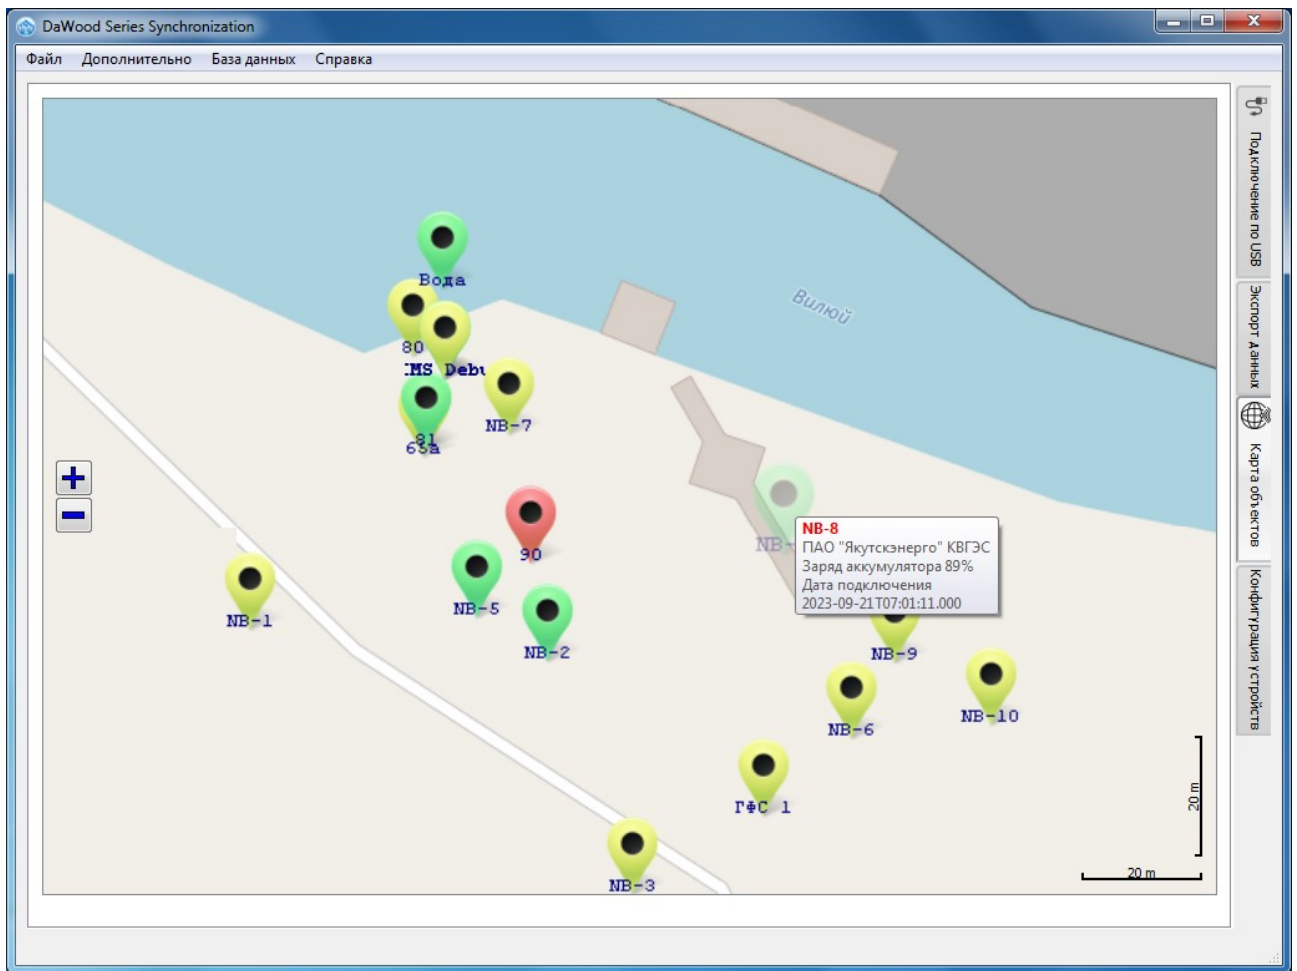 DaWood Series Synchronization
Файл Дополнительно База данных Справка
Вода
80
Debu
81
65а
NB-7
Вилюй
90
NB-5
NB-1
NB-2
NB-8
ПАО "Якутскэнерго" КВГЭС
Заряд аккумулятора 89%
Дата подключения
2023-09-21T07:01:11.000
NB-9
NB-6
NB-10
ГФС 1
NB-3
20 m
20 m
Подключение по USB
Экспорт данных
Карта объектов
Конфигурация устройств